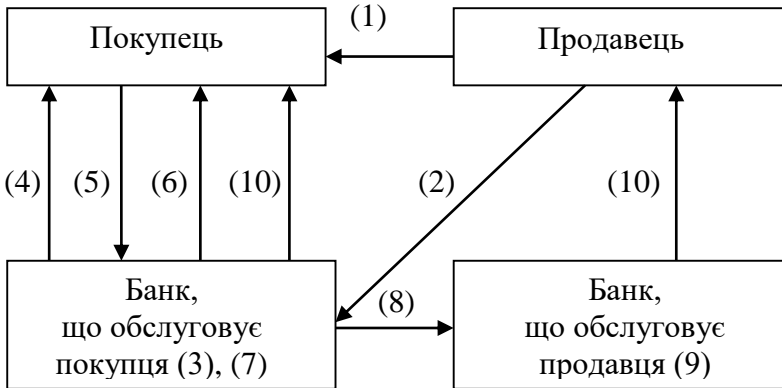 (1)
Покупець
Продавець
(4)
(5)
(6)
(10)
(2)
(10)
Банк,
що обслуговує
покупця (3), (7)
(8)
Банк,
що обслуговує
продавця (9)